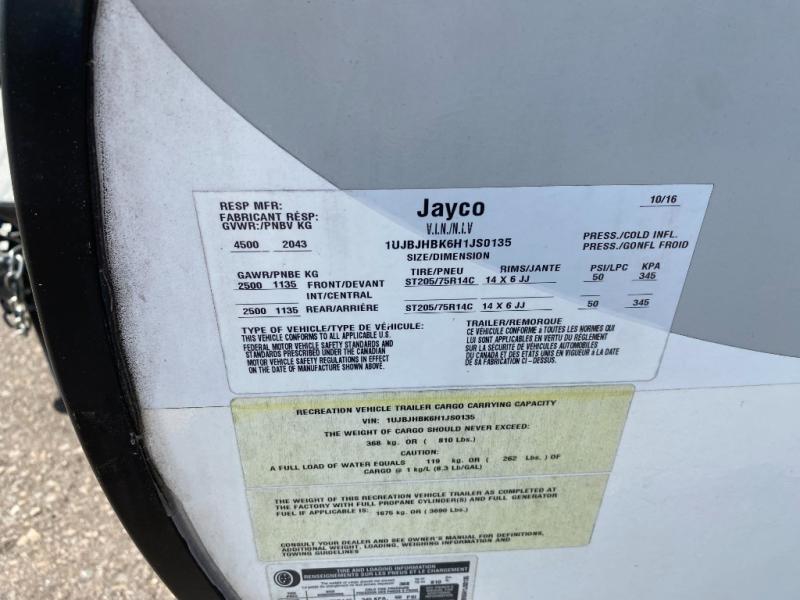 RESP MFR: Jayco 10/16
FABRICANT RÉSP: V.I.N./N.I.V
GVWR:/PNBV KG 1UJBJHBK6H1JS0135 PRESS./COLD INFL.
4500 2043 SIZE/DIMENSION PRESS./GONFL FROID
GAWR/PNBE KG TIRE/PNEU RIMS/JANTE PSI/LPC KPA
2500 1135 FRONT/DEVANT ST205/75R14C 14 X 6 JJ 50 345
INT/CENTRAL
2500 1135 REAR/ARRIÉRE ST205/75R14C 14 X 6 JJ 50 345
TYPE OF VEHICLE/TYPE DE VÉHICULE: TRAILER/REMORQUE
THIS VEHICLE CONFORMS TO ALL APPLICABLE U.S
FEDERAL MOTOR VEHICLE SAFETY STANDARDS AND
STANDARDS PRESCRIBED UNDER THE CANADIAN
MOTOR VEHICLE SAFETY REGULATIONS IN EFFECT
ON THE DATE OF MANUFACTURE SHOWN ABOVE.
CE VÉHICULE CONFORME À TOUTES LES NORMES QUI
LUI SONT APPLICABLES EN VERTU DU RÈGLEMENT
SUR LA SÉCURITÉ DE VÉHICULES AUTOMOBILES
DU CANADA ET DES ETATS UNIS EN VIGUEUR À LA DATE
DE SA FABRICATION CI-DESSUS.
RECREATION VEHICLE TRAILER CARGO CARRYING CAPACITY
VIN: 1UJBJHBK6H1JS0135
THE WEIGHT OF CARGO SHOULD NEVER EXCEED:
368 kg. OR ( 810 Lbs.)
CAUTION:
A FULL LOAD OF WATER EQUALS 119 kg. OR ( 262 Lbs. ) OF
CARGO @ 1 kg/L (8.3 Lb/GAL)
THE WEIGHT OF THIS RECREATION VEHICLE TRAILER AS COMPLETED AT
THE FACTORY WITH FULL PROPANE CYLINDER(S) AND FULL GENERATOR
FUEL IF APPLICABLE IS: 1675 kg. OR ( 3690 Lbs.)
CONSULT YOUR DEALER AND SEE OWNER'S MANUAL FOR DEFINITIONS,
ADDITIONAL WEIGHT, LOADING, WEIGHING INFORMATION AND
TOWING GUIDELINES
TIRE AND LOADING INFORMATION
RENSEIGNEMENTS SUR LES PNEUS ET LE CHARGEMENT